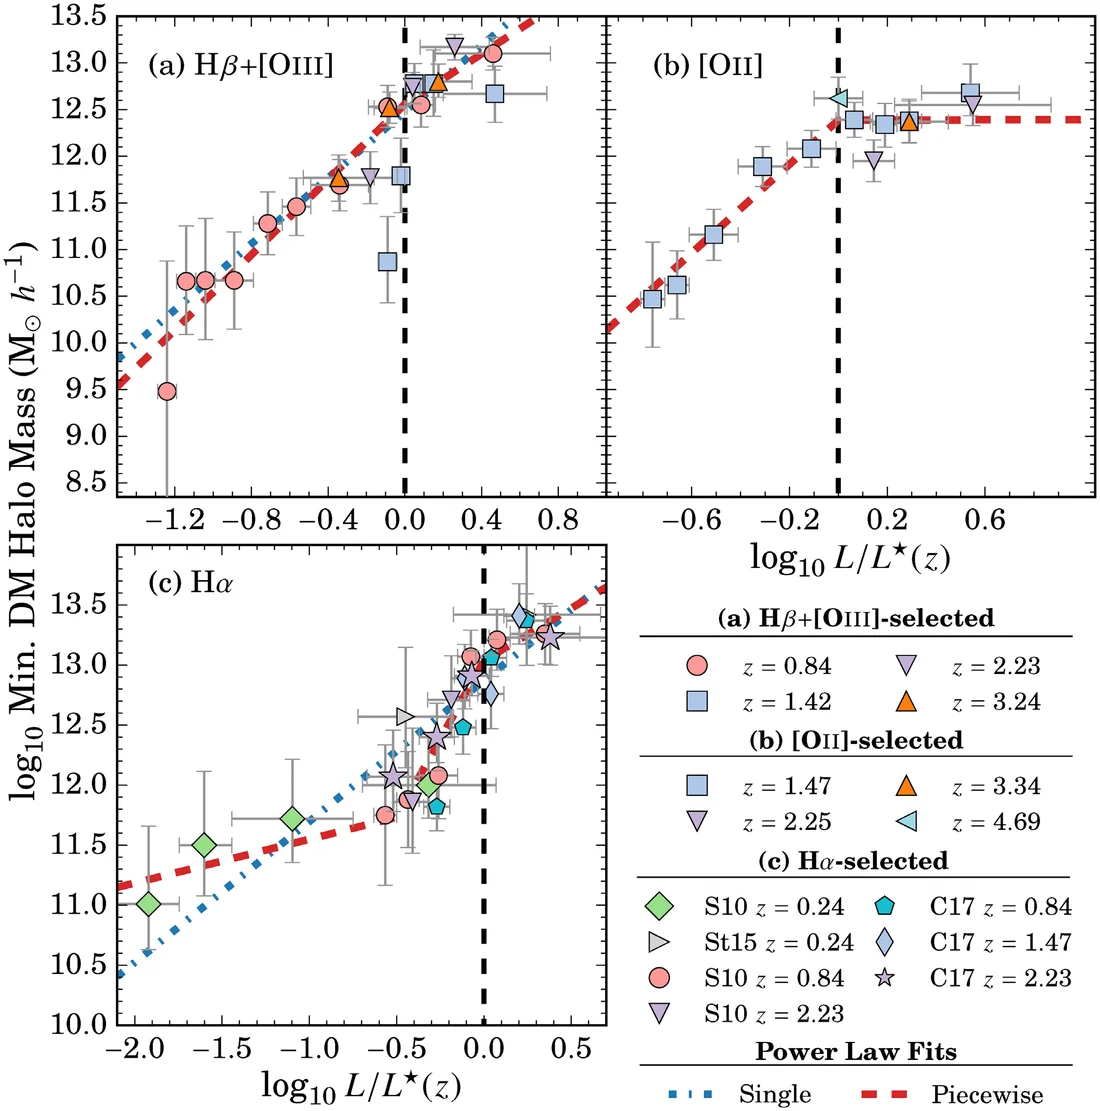 log₁₀ Min. DM Halo Mass (M⊙ h⁻¹)
(a) Hβ+[OIII]
13.5
13.0
12.5
12.0
11.5
11.0
10.5
10.0
9.5
9.0
8.5
−1.2 −0.8 −0.4 0.0 0.4 0.8
(b) [OII]
−0.6 −0.2 0.2 0.6
log₁₀ L/L★(z)
(c) Hα
13.5
13.0
12.5
12.0
11.5
11.0
10.5
10.0
−2.0 −1.5 −1.0 −0.5 0.0 0.5
log₁₀ L/L★(z)
(a) Hβ+[OIII]-selected
z = 0.84 z = 2.23
z = 1.42 z = 3.24
(b) [OII]-selected
z = 1.47 z = 3.34
z = 2.25 z = 4.69
(c) Hα-selected
S10 z = 0.24 C17 z = 0.84
St15 z = 0.24 C17 z = 1.47
S10 z = 0.84 C17 z = 2.23
S10 z = 2.23
Power Law Fits
Single Piecewise